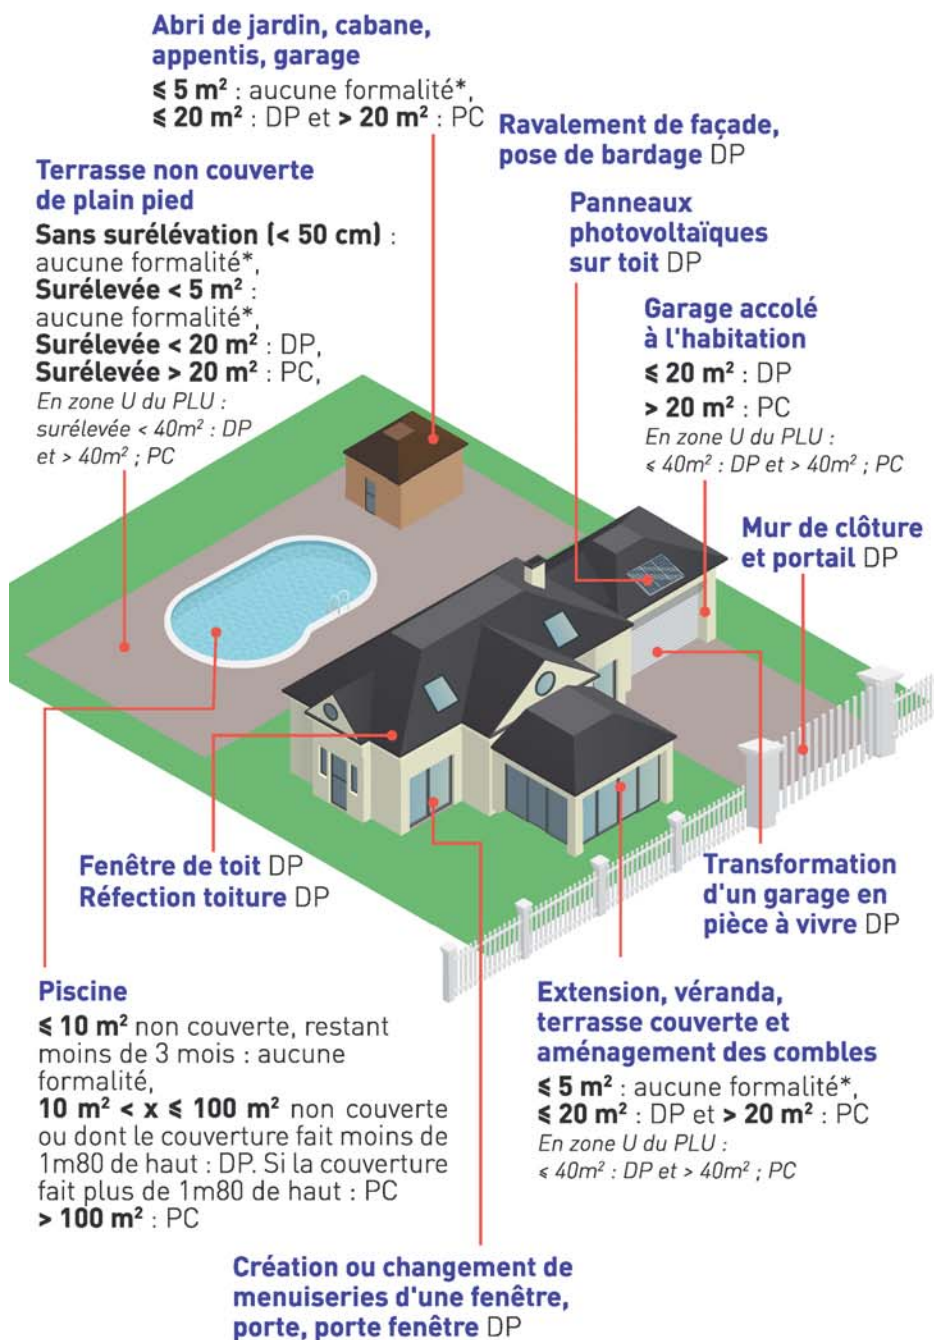 Abri de jardin, cabane,
appentis, garage
≤ 5 m² : aucune formalité*,
≤ 20 m² : DP et > 20 m² : PC
Ravalement de façade,
pose de bardage DP
Terrasse non couverte
de plain pied
Sans surélévation (< 50 cm) :
aucune formalité*,
Surélevée < 5 m² :
aucune formalité*,
Surélevée < 20 m² : DP,
Surélevée > 20 m² : PC,
En zone U du PLU :
surélevée < 40m² : DP
et > 40m² ; PC
Panneaux
photovoltaïques
sur toit DP
Garage accolé
à l'habitation
≤ 20 m² : DP
> 20 m² : PC
En zone U du PLU :
≤ 40m² : DP et > 40m² ; PC
Mur de clôture
et portail DP
Fenêtre de toit DP
Réfection toiture DP
Transformation
d'un garage en
pièce à vivre DP
Piscine
≤ 10 m² non couverte, restant
moins de 3 mois : aucune
formalité,
10 m² < x ≤ 100 m² non couverte
ou dont le couverture fait moins de
1m80 de haut : DP. Si la couverture
fait plus de 1m80 de haut : PC
> 100 m² : PC
Extension, véranda,
terrasse couverte et
aménagement des combles
≤ 5 m² : aucune formalité*,
≤ 20 m² : DP et > 20 m² : PC
En zone U du PLU :
≤ 40m² : DP et > 40m² ; PC
Création ou changement de
menuiseries d'une fenêtre,
porte, porte fenêtre DP